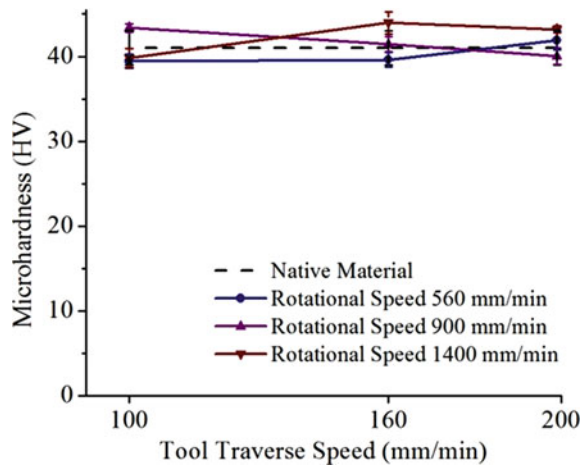 40
30
20
10
0
Microhardness (HV)
Native Material
Rotational Speed 560 mm/min
Rotational Speed 900 mm/min
Rotational Speed 1400 mm/min
100 160 200
Tool Traverse Speed (mm/min)